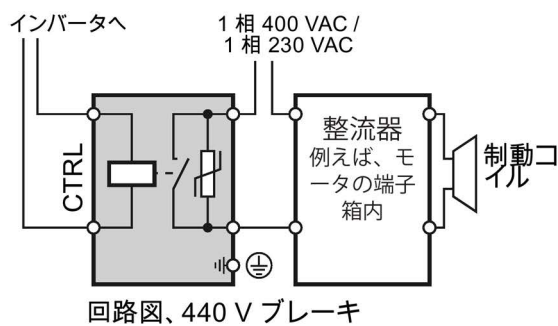 インバータへ
1 相 400 VAC /
1 相 230 VAC
CTRL
整流器
例えば、モ
ータの端子
箱内
制動コ
イル
回路図、440 V ブレーキ